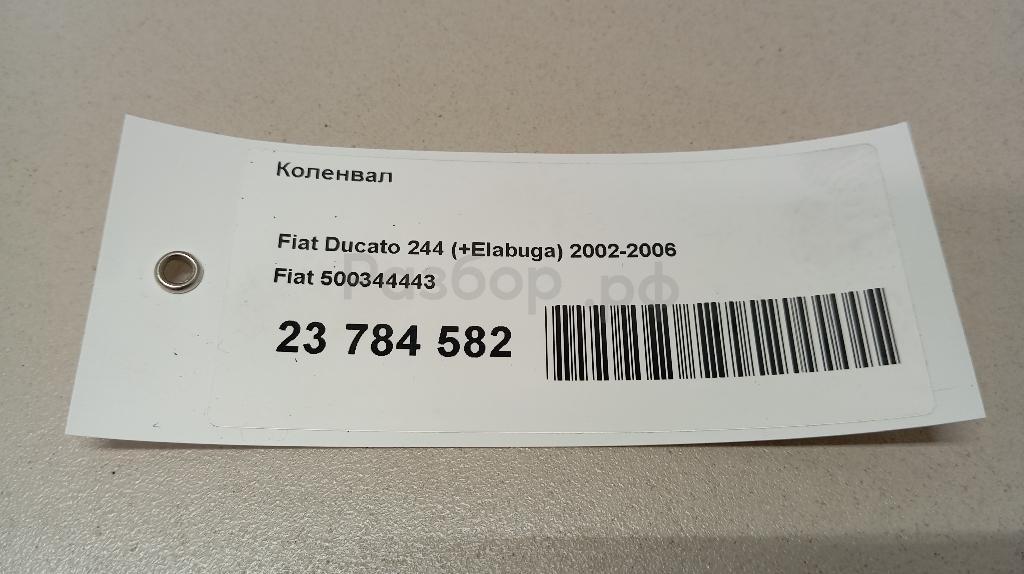 Коленвал
Fiat Ducato 244 (+Elabuga) 2002-2006
Fiat 500344443
Разбор.рф
23 784 582